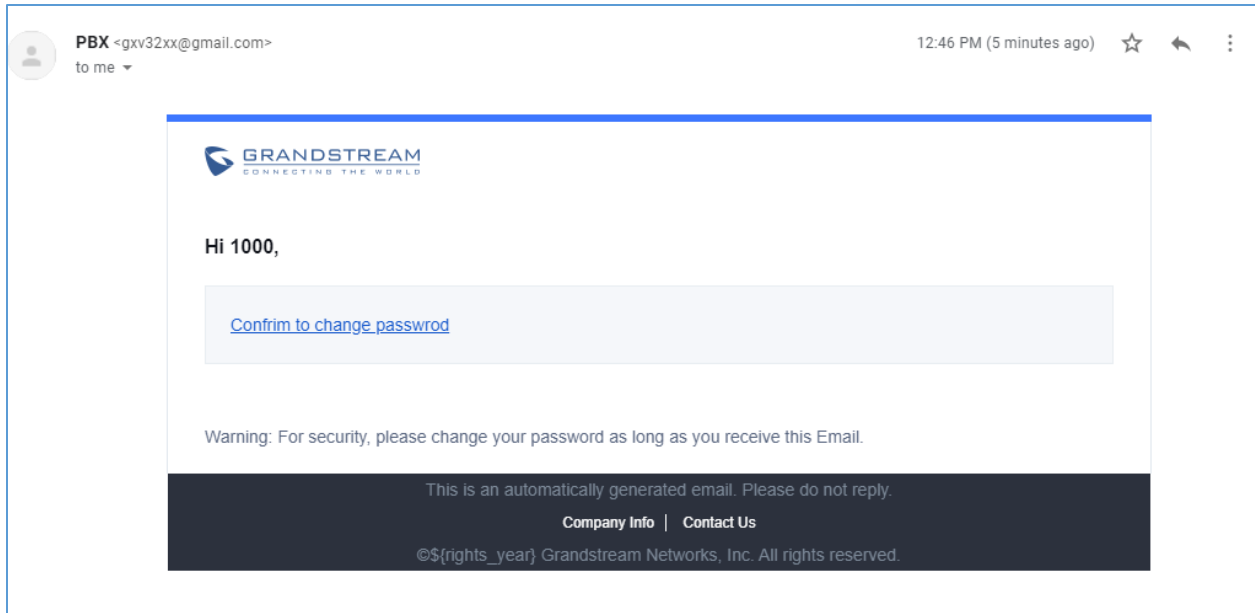 PBX <gxv32xx@gmail.com>
12:46 PM (5 minutes ago)
to me
GRANDSTREAM
CONNECTING THE WORLD
Hi 1000,
Confrim to change passwrod
Warning: For security, please change your password as long as you receive this Email.
This is an automatically generated email. Please do not reply.
Company Info | Contact Us
©${rights_year} Grandstream Networks, Inc. All rights reserved.